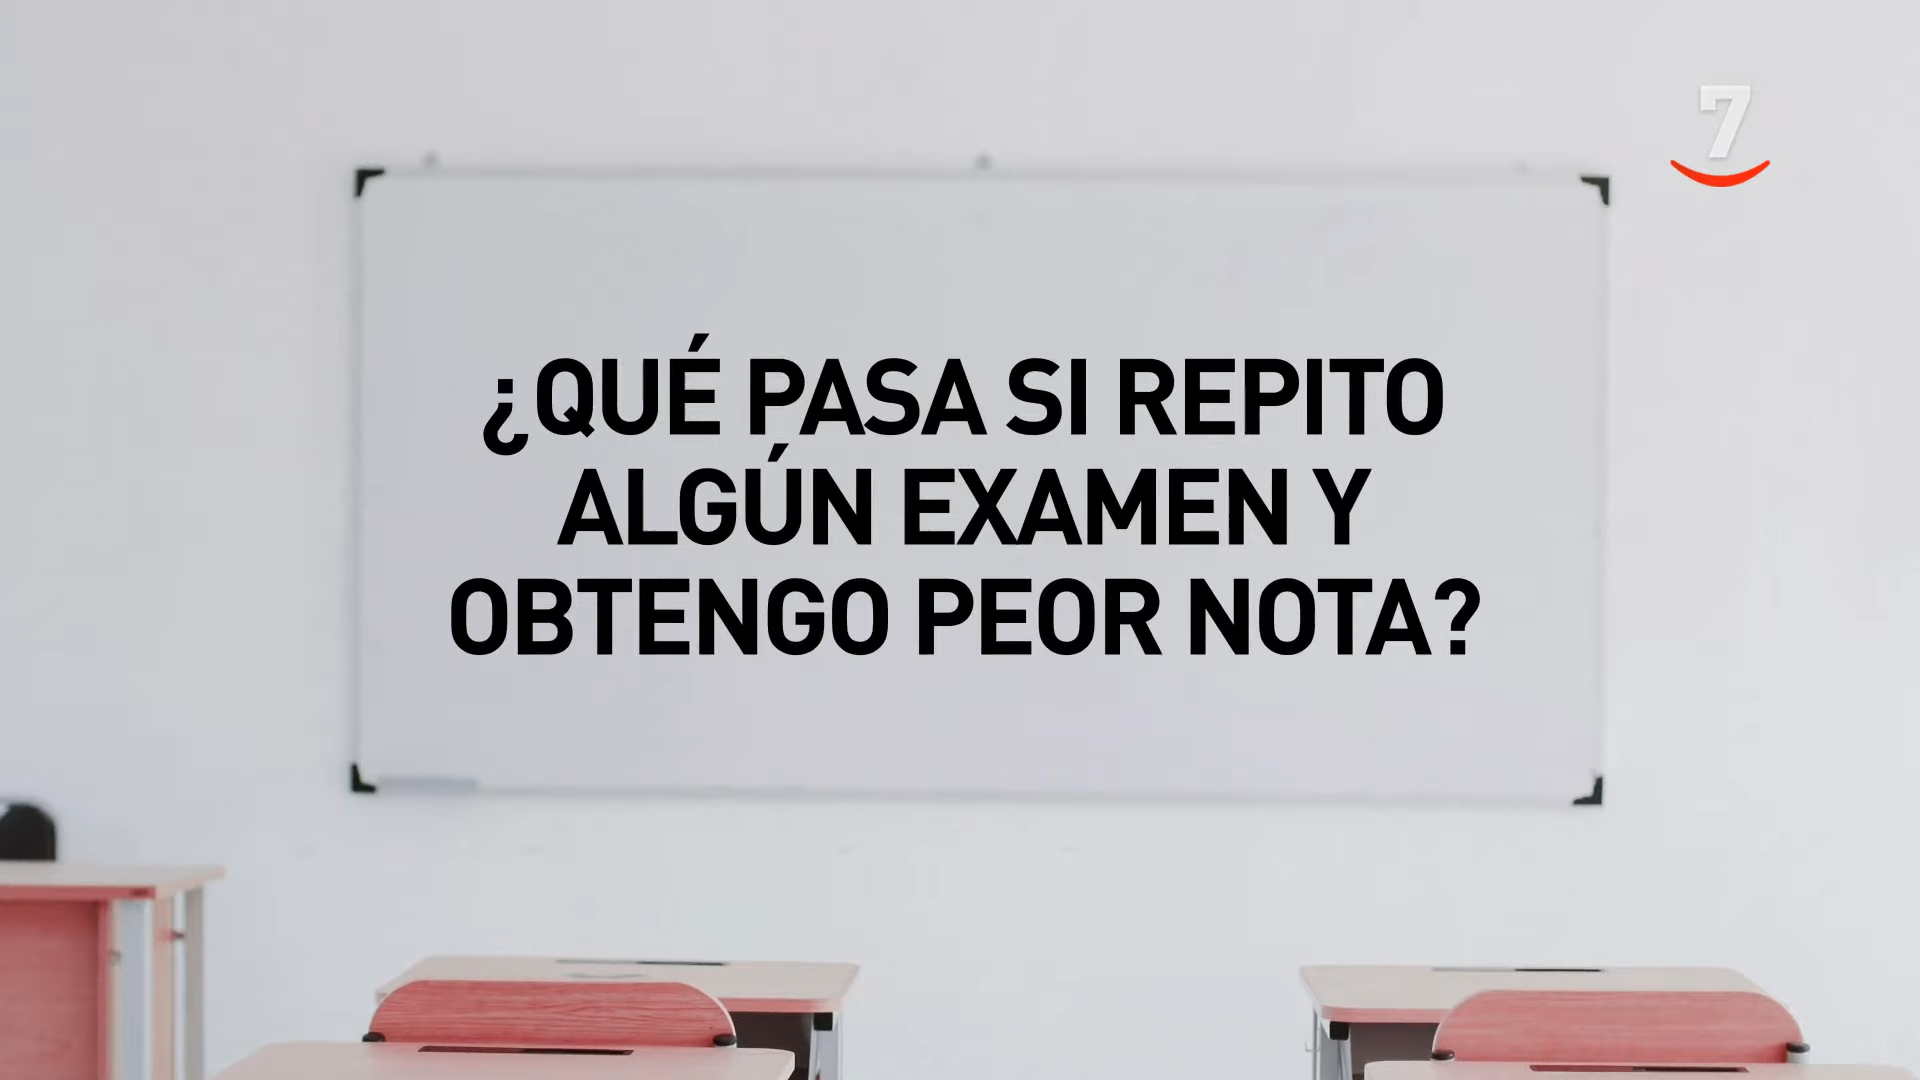 7
¿QUÉ PASA SI REPITO
ALGÚN EXAMEN Y
OBTENGO PEOR NOTA?